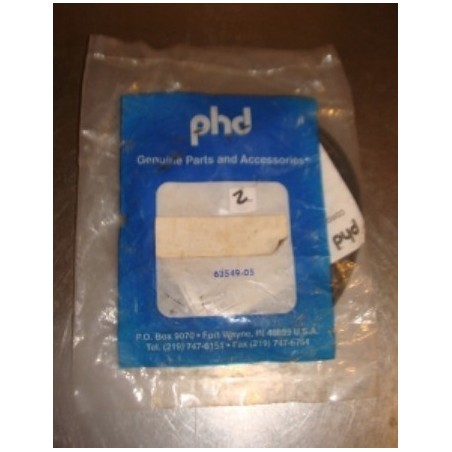 phd
Genuine Parts and Accessories
2
phd
63549-05
P.O. Box 9070 • Fort Wayne, IN 46899 U.S.A.
Tel. (219) 747-6151 • Fax (219) 747-6754